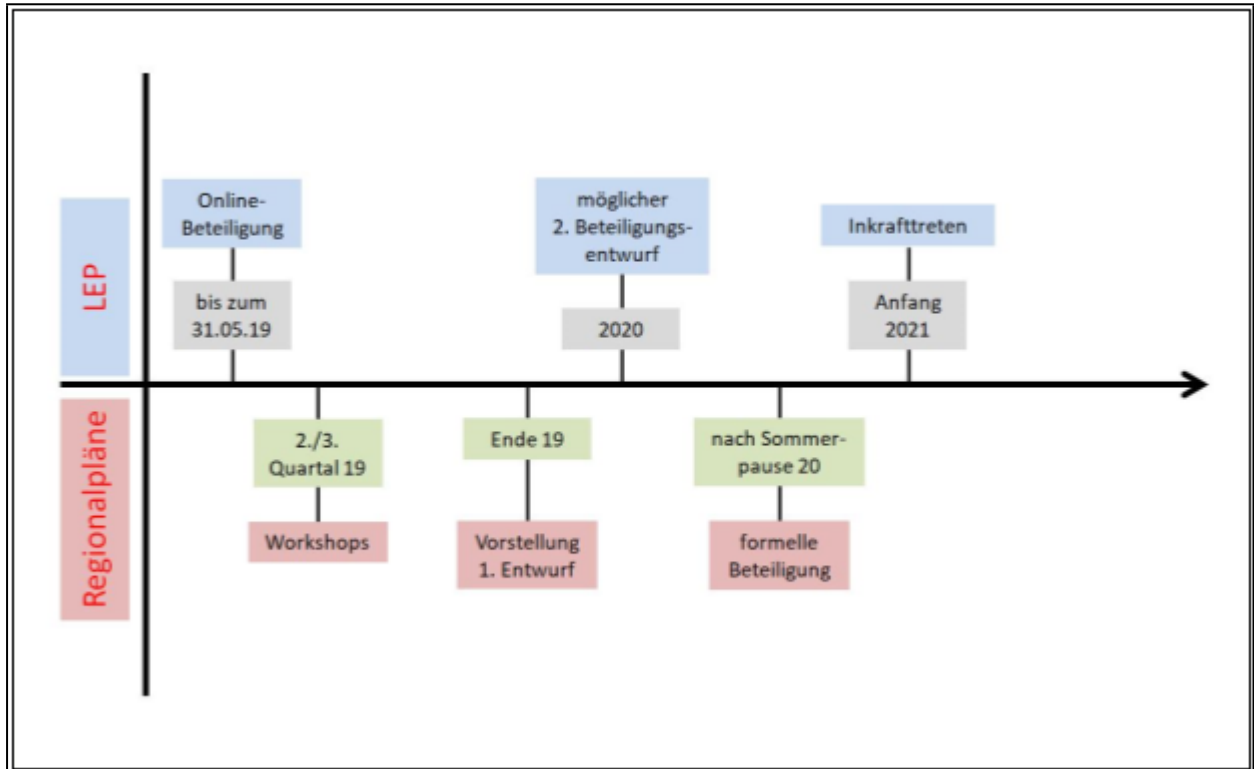 LEP
Online-
Beteiligung
bis zum
31.05.19
möglicher
2. Beteiligungs-
entwurf
2020
Inkrafttreten
Anfang
2021
Regionalpläne
2./3.
Quartal 19
Workshops
Ende 19
Vorstellung
1. Entwurf
nach Sommer-
pause 20
formelle
Beteiligung